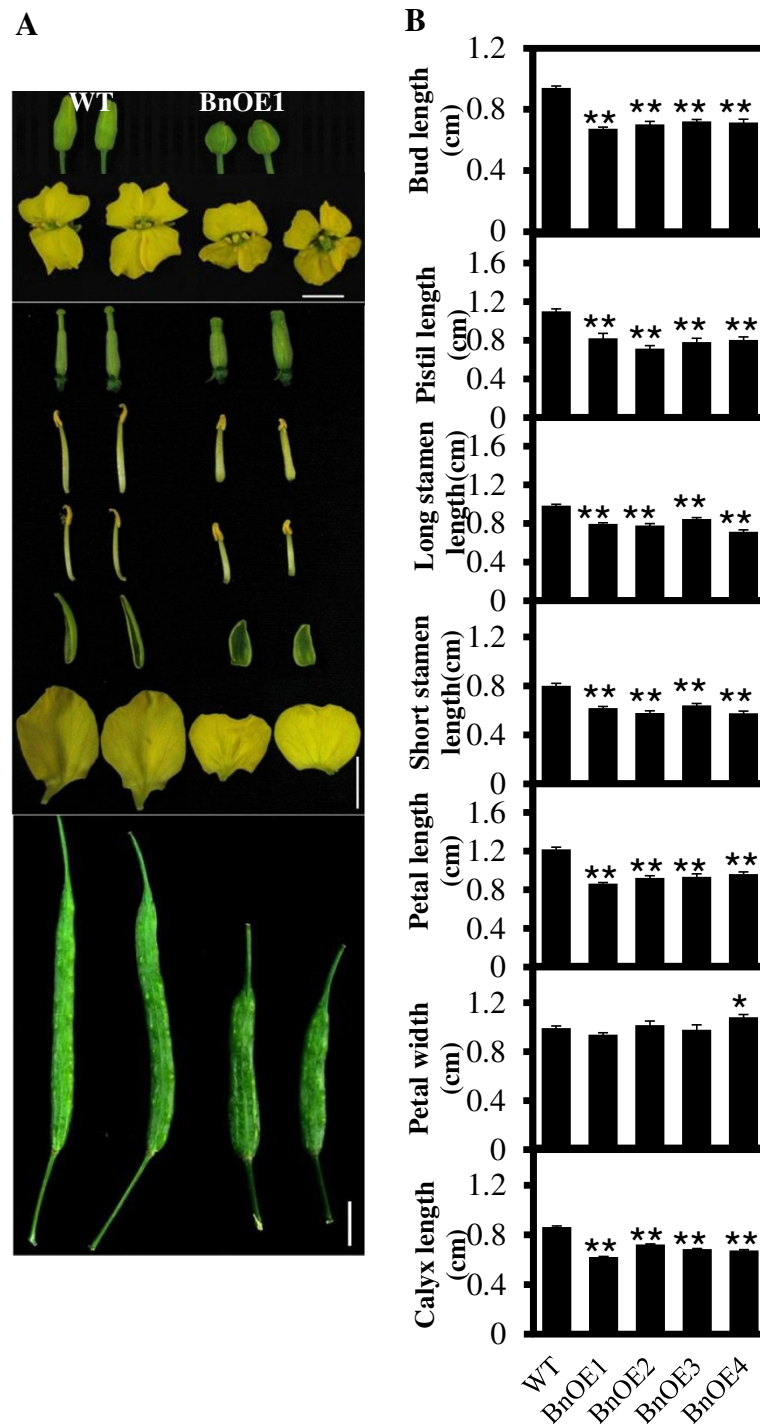 A
WT BnOE1
B
Bud length
(cm)
1.2
0.8
0.4
0
** ** ** **
Pistil length
(cm)
1.6
1.2
0.8
0.4
0
** ** ** **
Long stamen
length(cm)
1.6
1.2
0.8
0.4
0
** ** ** **
Short stamen
length(cm)
1.2
0.8
0.4
0
** ** ** **
Petal length
(cm)
1.6
1.2
0.8
0.4
0
** ** ** **
Petal width
(cm)
1.2
0.8
0.4
0
*
Calyx length
(cm)
1.2
0.8
0.4
0
** ** ** **
WT
BnOE1
BnOE2
BnOE3
BnOE4